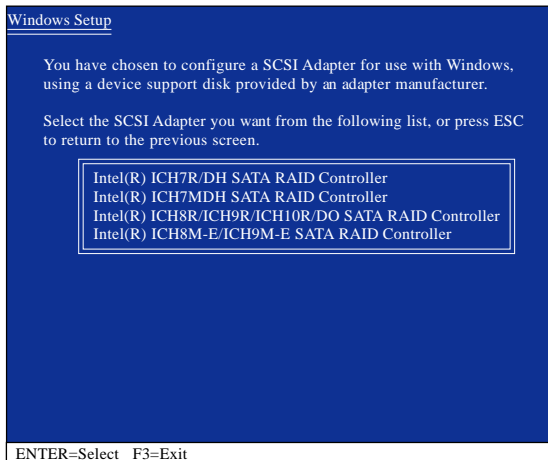 Windows Setup
You have chosen to configure a SCSI Adapter for use with Windows,
using a device support disk provided by an adapter manufacturer.
Select the SCSI Adapter you want from the following list, or press ESC
to return to the previous screen.
Intel(R) ICH7R/DH SATA RAID Controller
Intel(R) ICH7MDH SATA RAID Controller
Intel(R) ICH8R/ICH9R/ICH10R/DO SATA RAID Controller
Intel(R) ICH8M-E/ICH9M-E SATA RAID Controller
ENTER=Select F3=Exit